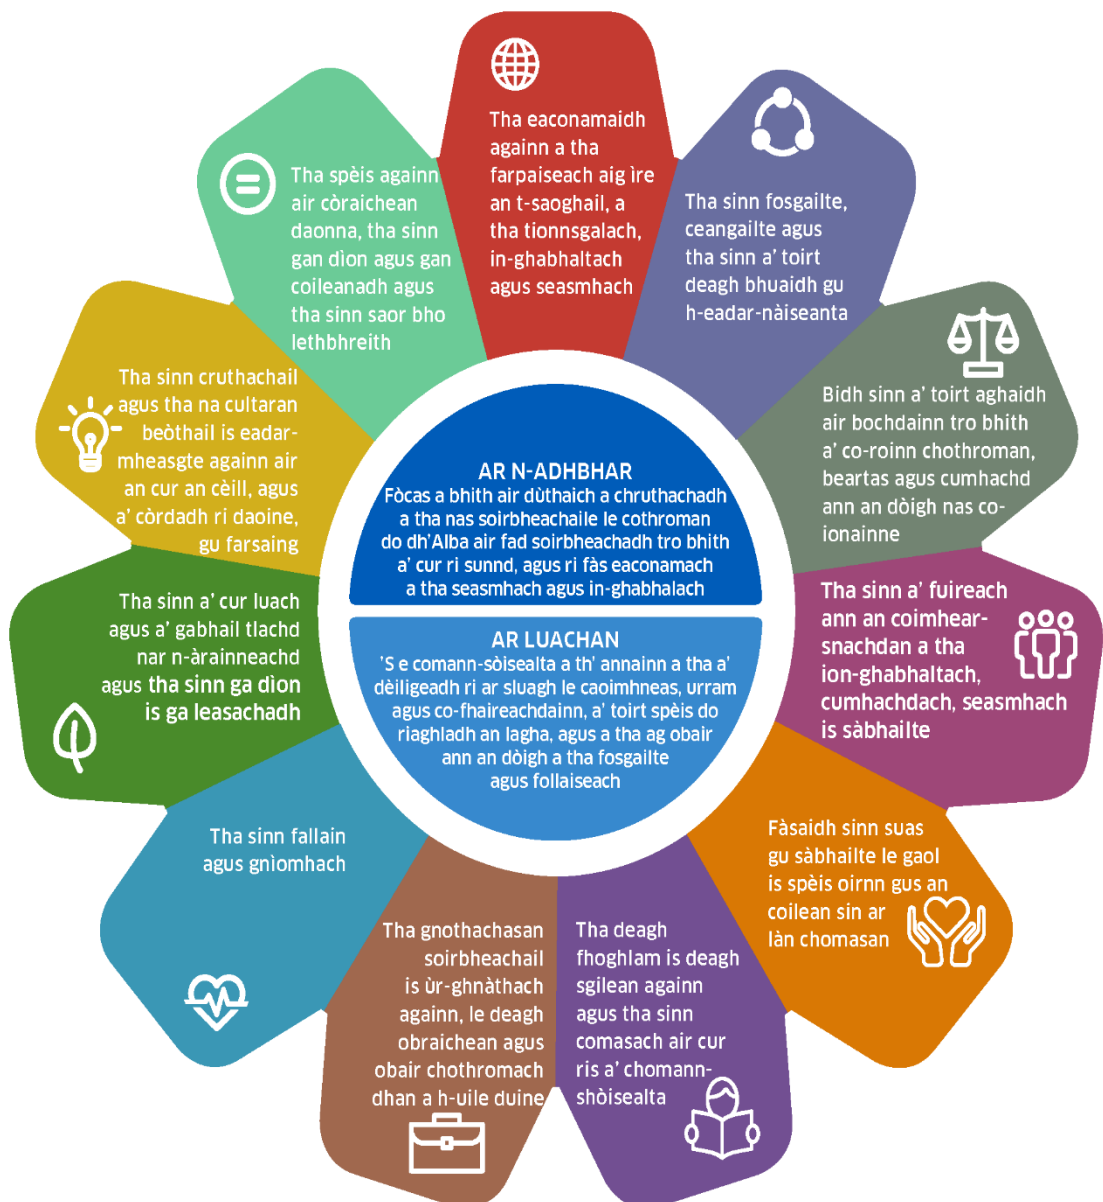 Tha eaconamaidh
againn a tha
farpaiseach aig ìre
an t-saoghail, a
tha tionnsgalach,
in-ghabhaltach
agus seasmhach
Tha sinn fosgailte,
ceangailte agus
tha sinn a' toirt
deagh bhuaidh gu
h-eadar-nàiseanta
Bidh sinn a' toirt aghaidh
air bochdainn tro bhith
a' co-roinn chothroman,
beartas agus cumhachd
ann an dòigh nas co-
ionainne
Tha sinn a' fuireach
ann an coimhear-
snachdan a tha
ion-ghabhaltach,
cumhachdach, seasmhach
is sàbhailte
Fàsaidh sinn suas
gu sàbhailte le gaol
is spèis oirnn gus an
coilean sin ar
làn chomasan
Tha deagh
fhoghlam is deagh
sgilean againn
agus tha sinn
comasach air cur
ris a' chomann-
shòisealta
Tha gnothachasan
soirbheachail
is ùr-ghnàthach
againn, le deagh
obraichean agus
obair chothromach
dhan a h-uile duine
Tha sinn fallain
agus gnìomhach
Tha sinn a' cur luach
agus a' gabhail tlachd
nar n-àrainneachd
agus tha sinn ga dìon
is ga leasachadh
Tha sinn cruthachail
agus tha na cultaran
beòthail is eadar-
mheasgte againn air
an cur an cèill, agus
a' còrdadh ri daoine,
gu farsaing
Tha spèis againn
air còraichean
daonna, tha sinn
gan dìon agus gan
coileanadh agus
tha sinn saor bho
lethbhreith
AR N-ADHBHAR
Fòcas a bhith air dùthaich a chruthachadh
a tha nas soirbheachaile le cothroman
do dh'Alba air fad soirbheachadh tro bhith
a' cur ri sunnd, agus ri fàs eaconamach
a tha seasmhach agus in-ghabhalach
AR LUACHAN
'S e comann-sòisealta a th' annainn a tha a'
dèiligeadh ri ar sluagh le caoimhneas, urram
agus co-fhaireachdainn, a' toirt spèis do
riaghladh an lagha, agus a tha ag obair
ann an dòigh a tha fosgailte
agus follaiseach